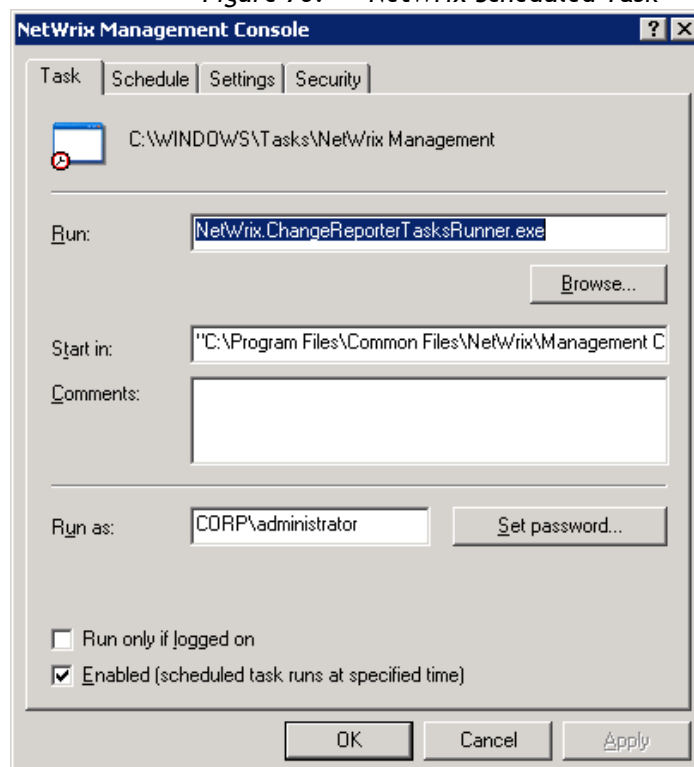 NetWrix Scheduled Task
NetWrix Management Console
Task Schedule Settings Security
C:\WINDOWS\Tasks\NetWrix Management
Run: NetWrix.ChangeReporterTasksRunner.exe
Browse...
Start in: "C:\Program Files\Common Files\NetWrix\Management C
Comments:
Run as: CORP\administrator Set password...
Run only if logged on
Enabled (scheduled task runs at specified time)
OK Cancel Apply